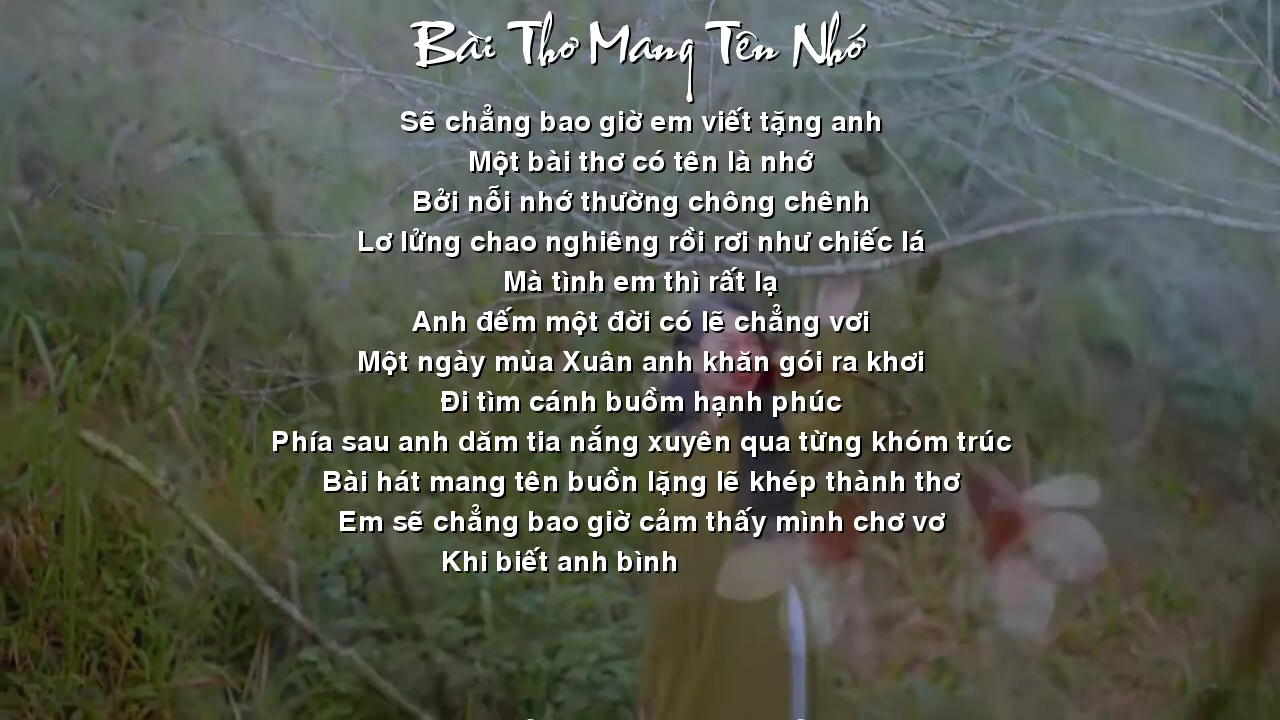 Bài Thơ Mang Tên Nhớ
Sẽ chẳng bao giờ em viết tặng anh
Một bài thơ có tên là nhớ
Bởi nỗi nhớ thường chông chênh
Lơ lửng chao nghiêng rồi rơi như chiếc lá
Mà tình em thì rất lạ
Anh đếm một đời có lẽ chẳng vơi
Một ngày mùa Xuân anh khăn gói ra khơi
Đi tìm cánh buồm hạnh phúc
Phía sau anh dăm tia nắng xuyên qua từng khóm trúc
Bài hát mang tên buồn lặng lẽ khép thành thơ
Em sẽ chẳng bao giờ cảm thấy mình chơ vơ
Khi biết anh bình